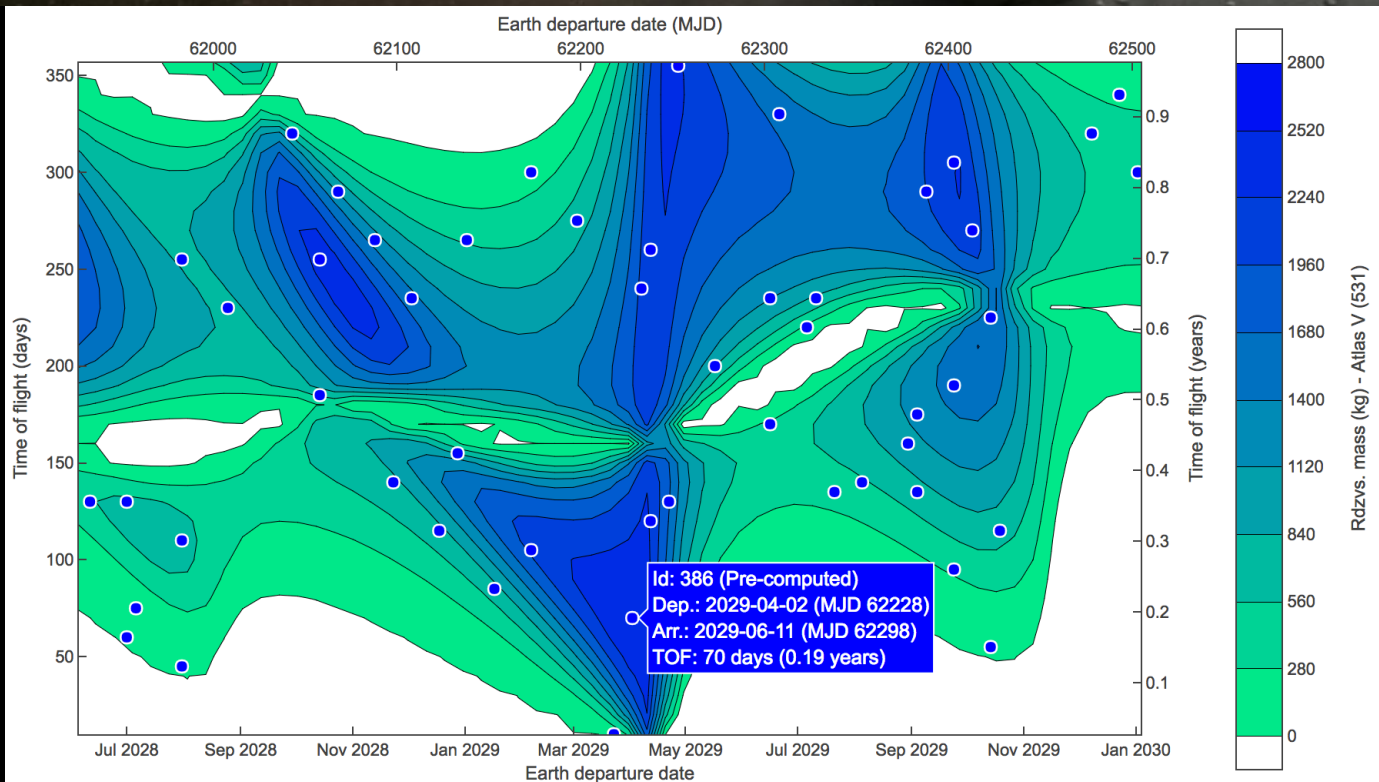 Earth departure date (MJD)
62000 62100 62200 62300 62400 62500
350
300
250
200
150
100
50
Time of flight (days)
0.9
0.8
0.7
0.6
0.5
0.4
0.3
0.2
0.1
Time of flight (years)
Id: 386 (Pre-computed)
Dep.: 2029-04-02 (MJD 62228)
Arr.: 2029-06-11 (MJD 62298)
TOF: 70 days (0.19 years)
Jul 2028 Sep 2028 Nov 2028 Jan 2029 Mar 2029 May 2029 Jul 2029 Sep 2029 Nov 2029 Jan 2030
Earth departure date
2800
2520
2240
1960
1680
1400
1120
840
560
280
0
Rdzvs. mass (kg) - Atlas V (531)